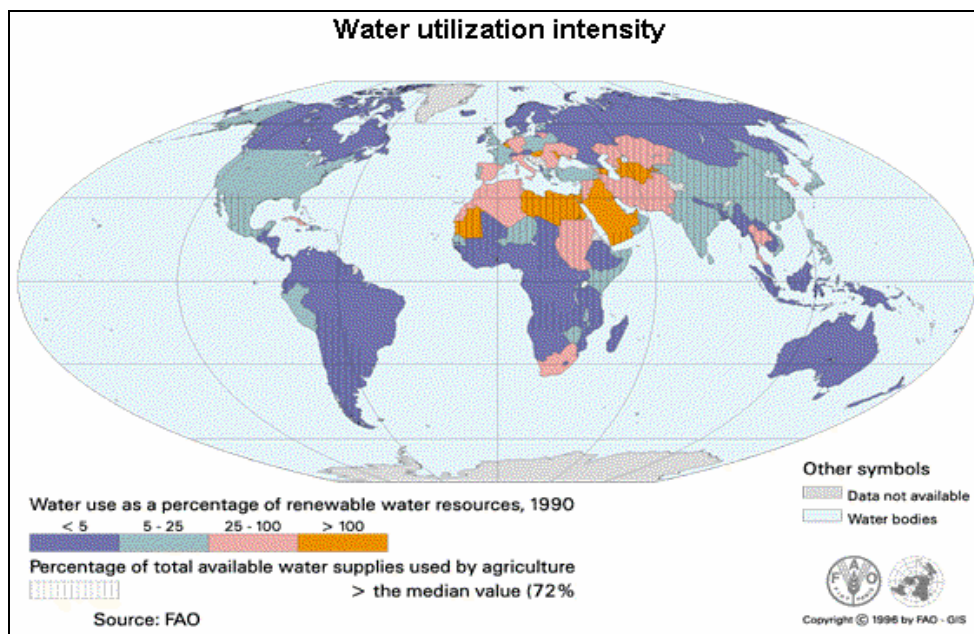 Water utilization intensity
Other symbols
Data not available
Water bodies
Water use as a percentage of renewable water resources, 1990
< 5 5 - 25 25 - 100 > 100
Percentage of total available water supplies used by agriculture
> the median value (72%
Source: FAO
F A O
Copyright © 1996 by FAO - GIS